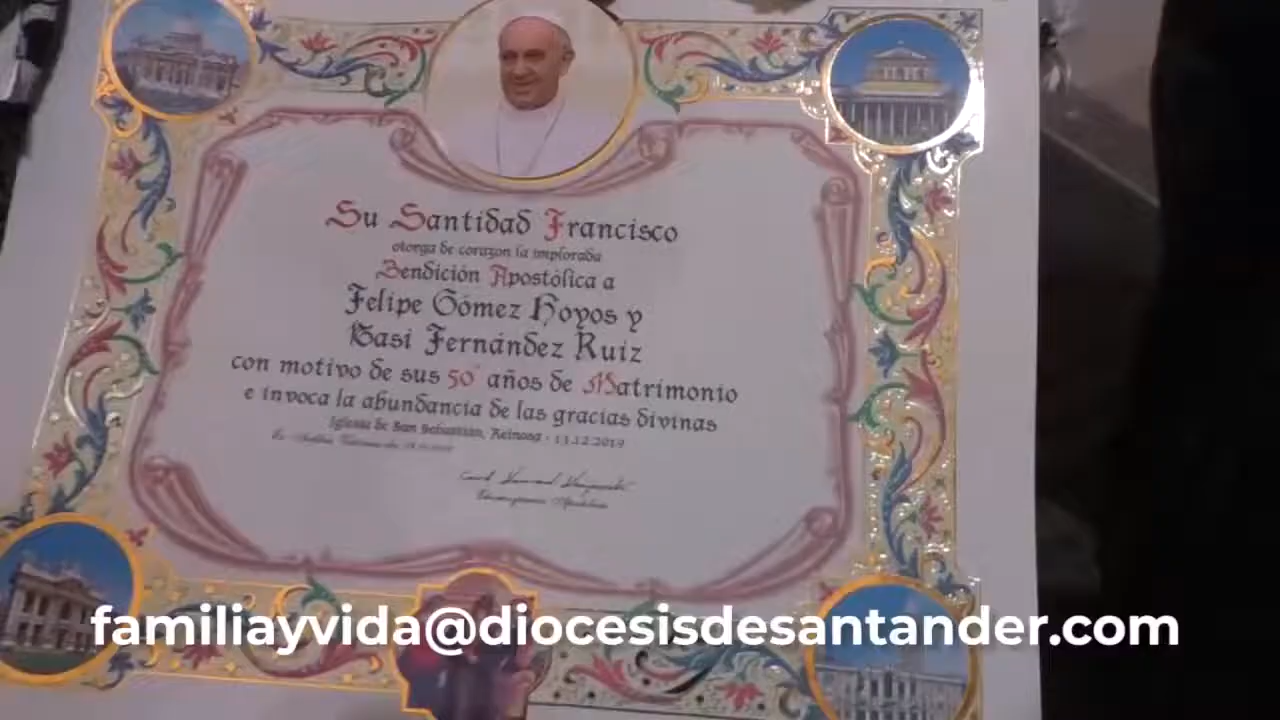 Su Santidad Francisco
otorga de corazon la implorada
Bendición Apostólica a
Felipe Gómez Hoyos y
Tasi Fernández Ruiz
con motivo de sus 50° años de Matrimonio
e invoca la abundancia de las gracias divinas
Iglesia de San Sebastián, Reinosa - 13.12.2019
familiayvida@diocesisdesantander.com